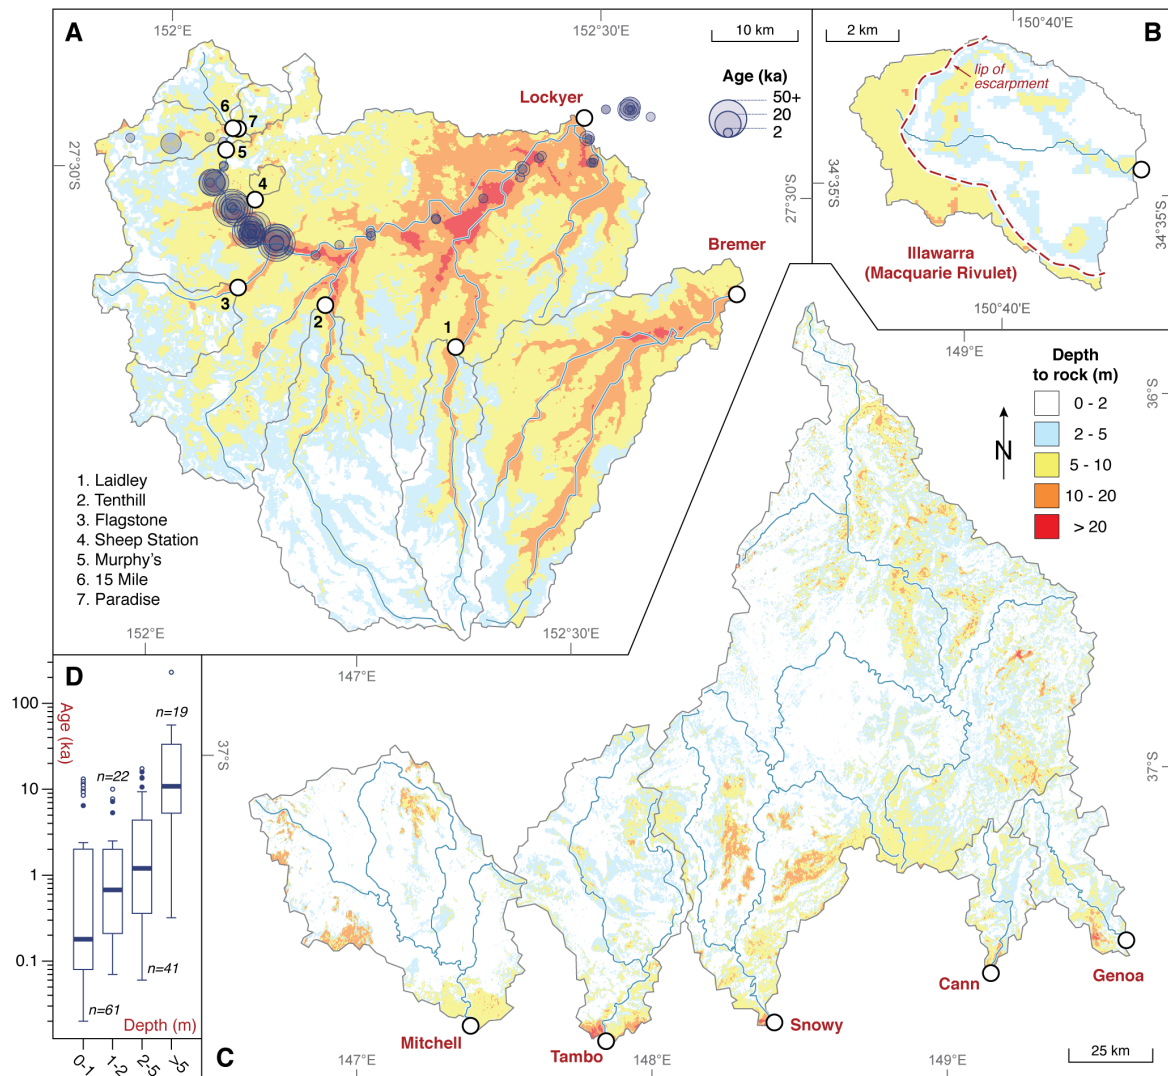 A
152°E
152°30'E
10 km
2 km
150°40'E
B
Lockyer
Age (ka)
50+
20
2
lip of
escarpment
6
7
5
4
27°30'S
27°30'S
34°35'S
34°35'S
Bremer
Illawarra
(Macquarie Rivulet)
3
2
1
150°40'E
149°E
Depth
to rock (m)
0 - 2
2 - 5
5 - 10
10 - 20
> 20
N
36°S
1. Laidley
2. Tenthill
3. Flagstone
4. Sheep Station
5. Murphy's
6. 15 Mile
7. Paradise
152°E
152°30'E
D
147°E
Age (ka)
100
10
1
0.1
n=19
n=22
n=41
n=61
Depth (m)
0-1
1-2
2-5
>5
37°S
37°S
Mitchell
Tambo
Snowy
Cann
Genoa
C
147°E
148°E
149°E
25 km